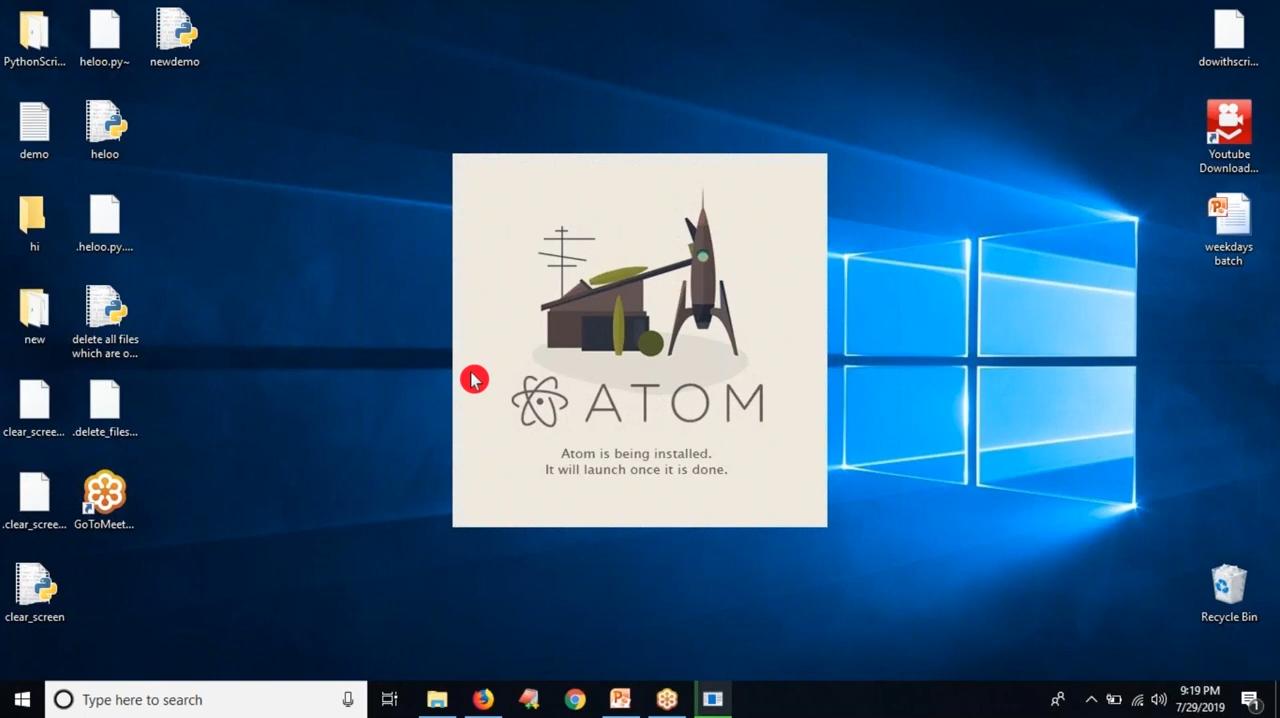 PythonScri...
heloo.py~
newdemo
demo
heloo
hi
.heloo.py....
new
delete all files
which are o...
clear_scree...
.delete_files...
.clear_scree...
GoToMeet...
clear_screen
ATOM
Atom is being installed.
It will launch once it is done.
dowithscri...
Youtube
Download...
weekdays
batch
Recycle Bin
Type here to search
9:19 PM
7/29/2019
1